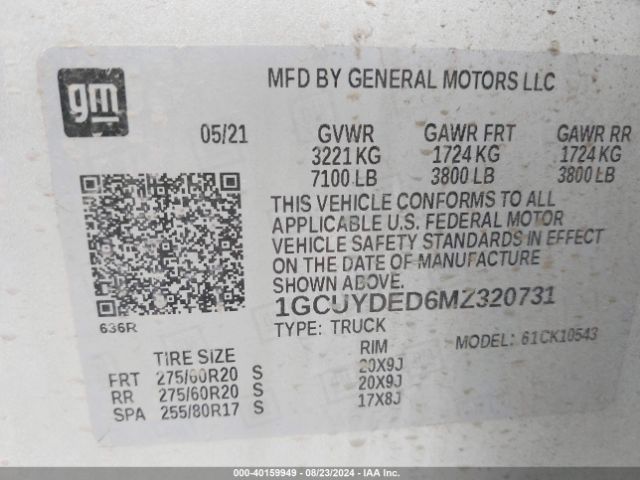 gm
MFD BY GENERAL MOTORS LLC
05/21 GVWR GAWR FRT GAWR RR
3221 KG 1724 KG 1724 KG
7100 LB 3800 LB 3800 LB
THIS VEHICLE CONFORMS TO ALL
APPLICABLE U.S. FEDERAL MOTOR
VEHICLE SAFETY STANDARDS IN EFFECT
ON THE DATE OF MANUFACTURE
SHOWN ABOVE.
1GCUYDED6MZ320731
636R
TYPE: TRUCK MODEL: 61CK10543
TIRE SIZE RIM
FRT 275/60R20 S 20X9J
RR 275/60R20 S 20X9J
SPA 255/80R17 S 17X8J
000-40159949 - 08/23/2024 - IAA Inc.